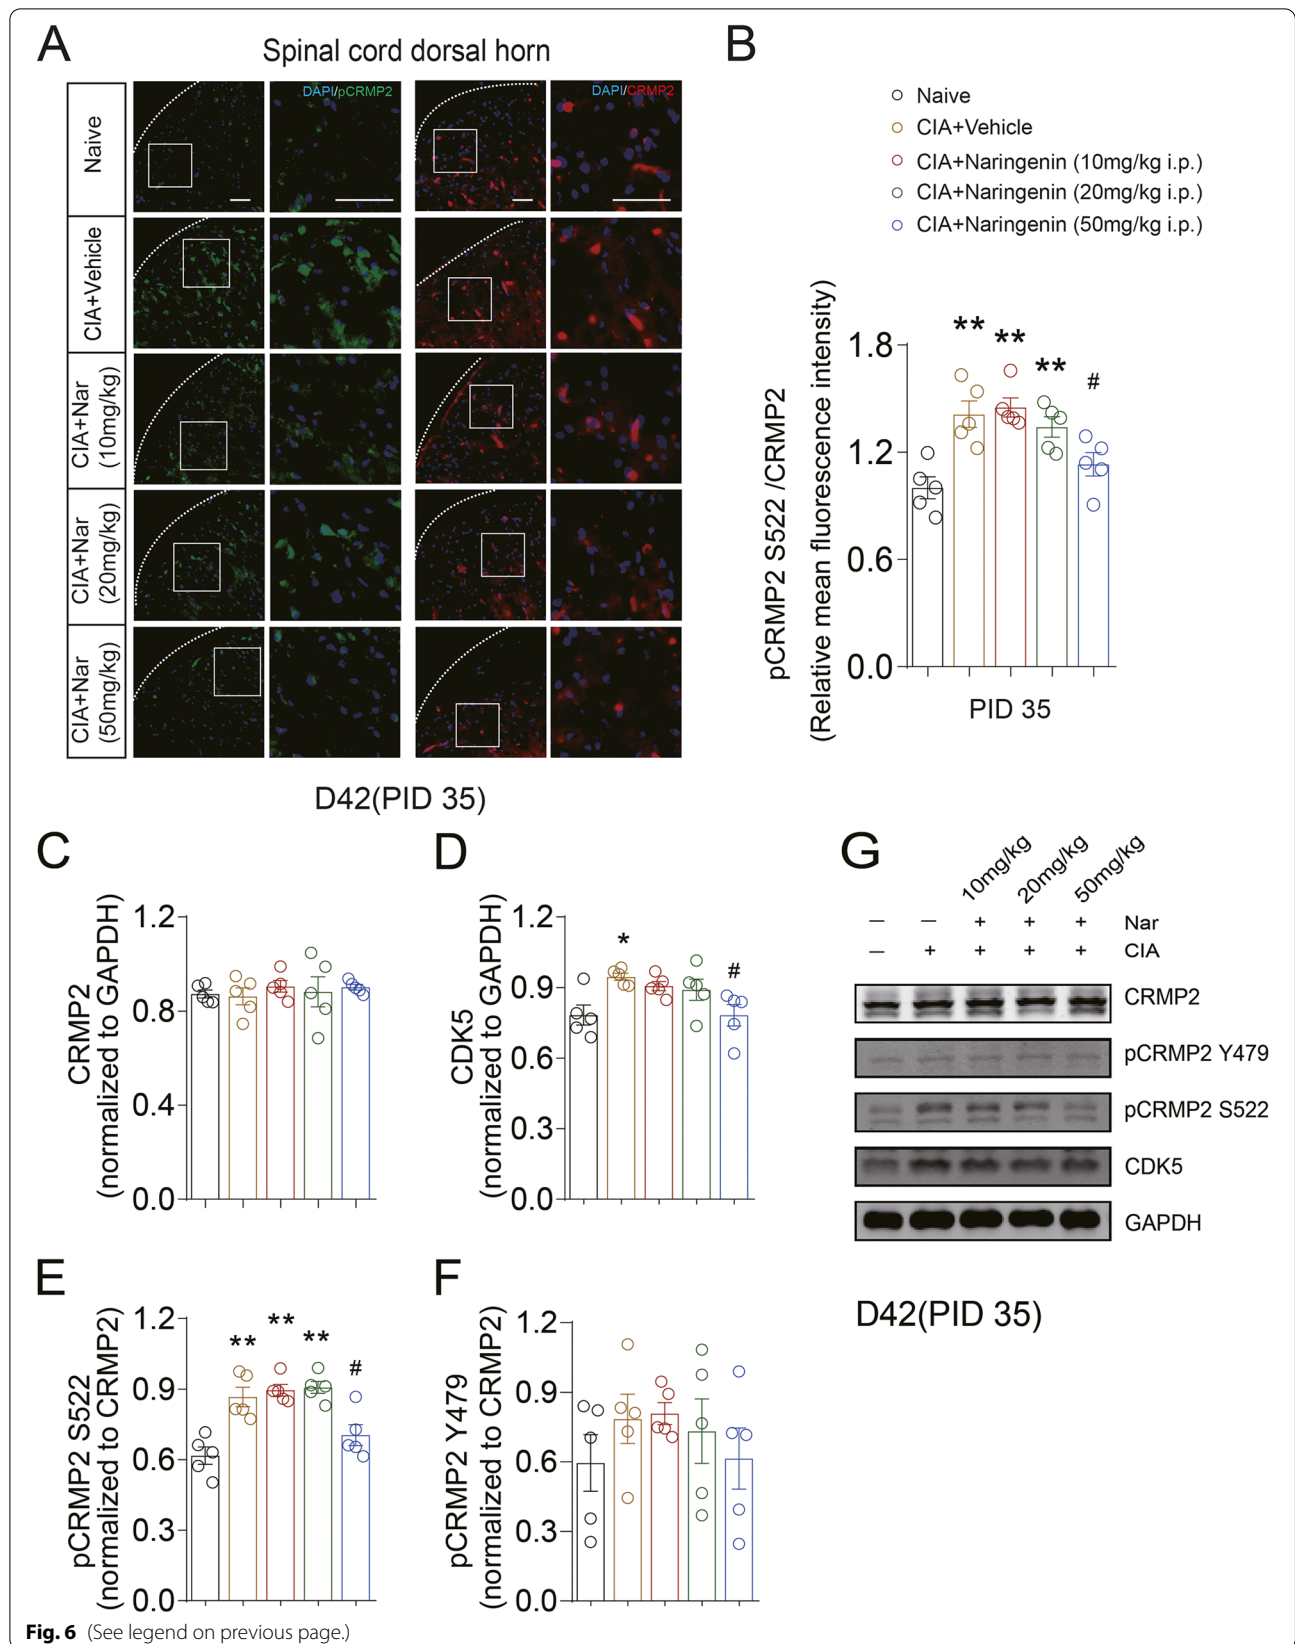 A
Spinal cord dorsal horn
DAPI/pCRMP2
DAPI/CRMP2
Naive
CIA+Vehicle
CIA+Nar
(10mg/kg)
CIA+Nar
(20mg/kg)
CIA+Nar
(50mg/kg)
D42(PID 35)
B
Naive
CIA+Vehicle
CIA+Naringenin (10mg/kg i.p.)
CIA+Naringenin (20mg/kg i.p.)
CIA+Naringenin (50mg/kg i.p.)
pCRMP2 S522 /CRMP2
(Relative mean fluorescence intensity)
1.8
1.2
0.6
0.0
** ** ** #
PID 35
C
CRMP2
(normalized to GAPDH)
1.2
0.8
0.4
0.0
D
CDK5
(normalized to GAPDH)
1.2
0.9
0.6
0.3
0.0
* #
G
10mg/kg 20mg/kg 50mg/kg
— — + + + Nar
— + + + + CIA
CRMP2
pCRMP2 Y479
pCRMP2 S522
CDK5
GAPDH
D42(PID 35)
E
pCRMP2 S522
(normalized to CRMP2)
1.2
0.9
0.6
0.3
0.0
** ** ** #
F
pCRMP2 Y479
(normalized to CRMP2)
1.2
0.9
0.6
0.3
0.0
Fig. 6 (See legend on previous page.)